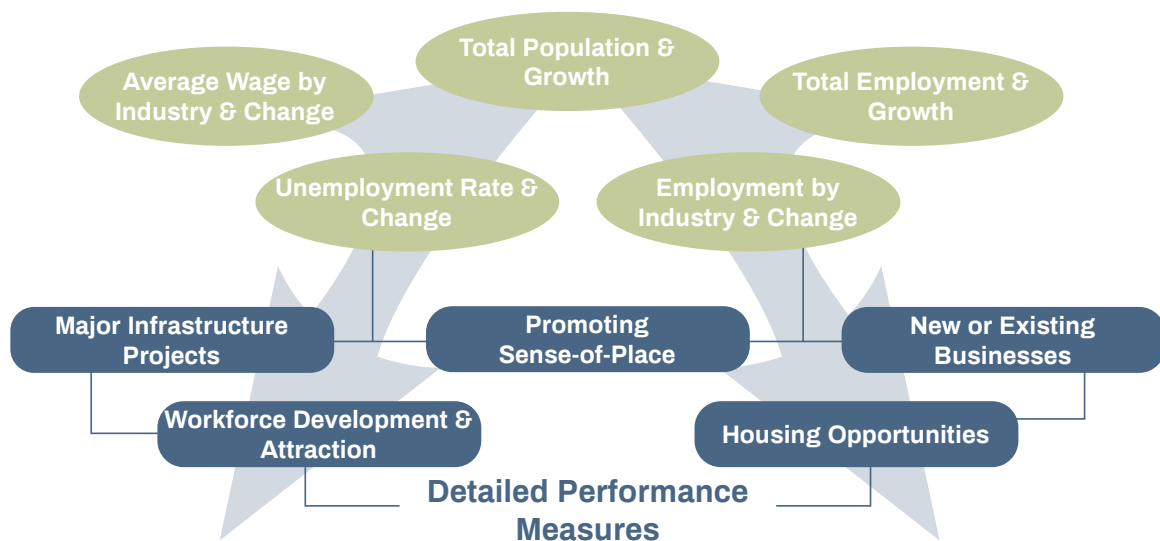 Total Population &
Growth
Average Wage by
Industry & Change
Total Employment &
Growth
Unemployment Rate &
Change
Employment by
Industry & Change
Major Infrastructure
Projects
Promoting
Sense-of-Place
New or Existing
Businesses
Workforce Development &
Attraction
Housing Opportunities
Detailed Performance
Measures